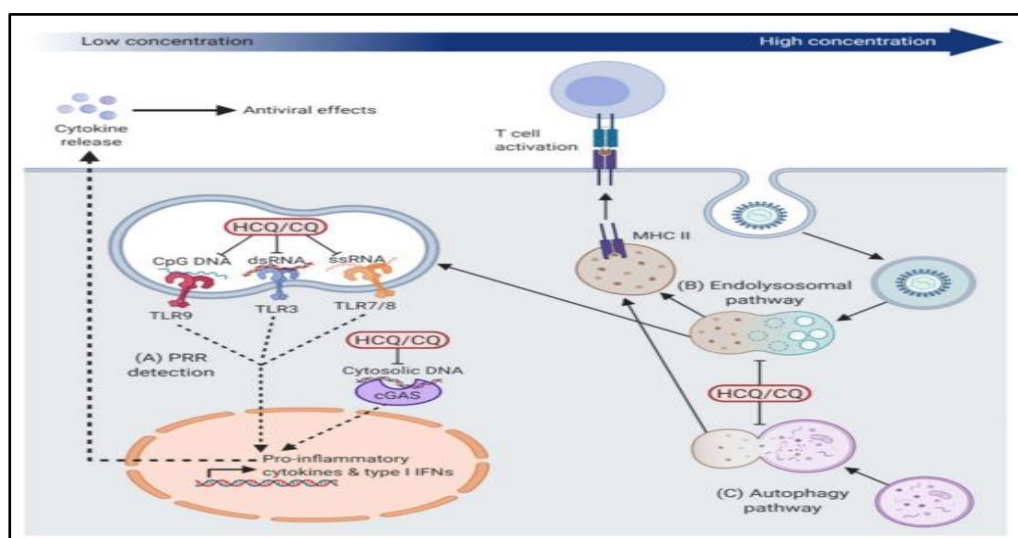 Low concentration
High concentration
Cytokine
release
Antiviral effects
T cell
activation
HCQ/CQ
CpG DNA
dsRNA
ssRNA
TLR9
TLR3
TLR7/8
(A) PRR
detection
HCQ/CQ
Cytosolic DNA
cGAS
Pro-inflammatory
cytokines & type I IFNs
MHC II
(B) Endolysosomal
pathway
HCQ/CQ
(C) Autophagy
pathway